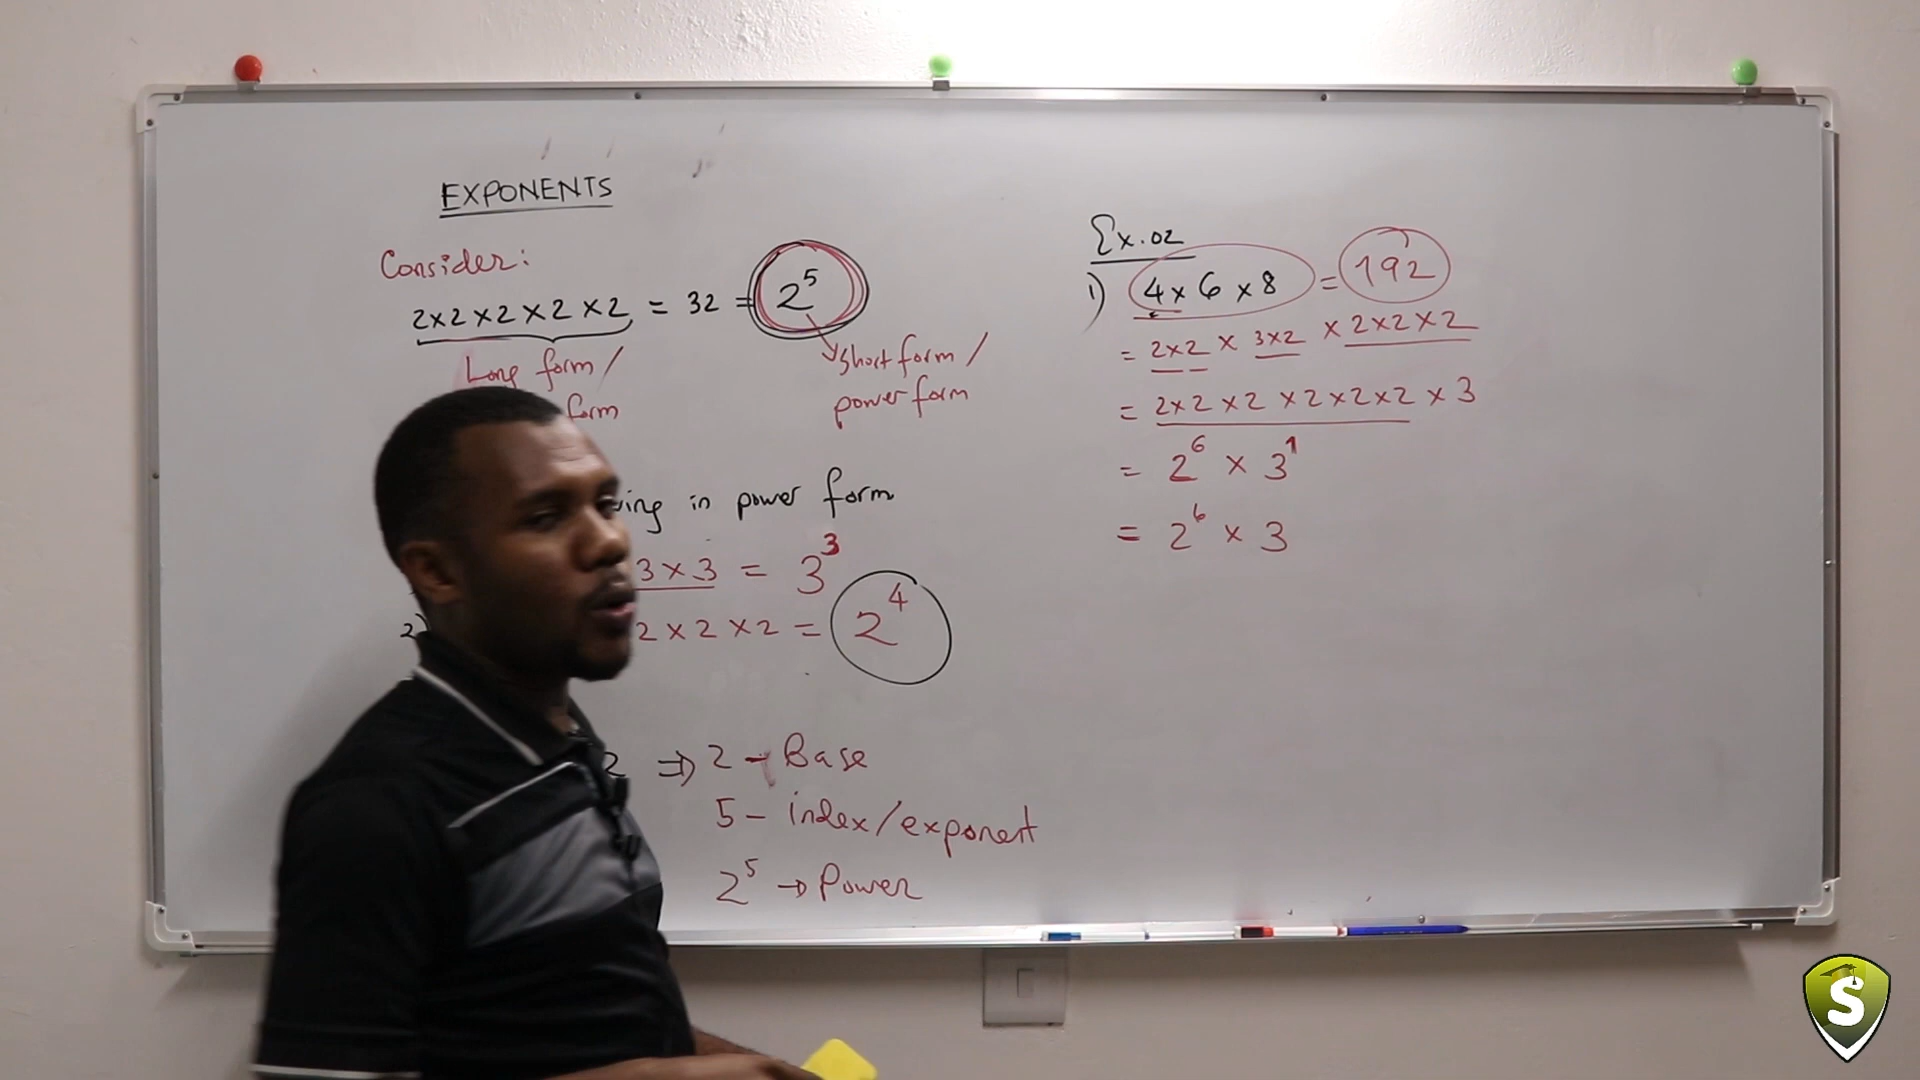 EXPONENTS
Consider:
2×2×2×2×2 = 32 = 2⁵
Long form/
form
Short form /
power form
ing in power form
3×3 = 3³
2) 2×2×2 = 2⁴
2 ⇒ 2 – Base
5 – index/exponent
2⁵ → Power
Ex.02
1) 4×6×8 = 192
= 2×2 × 3×2 × 2×2×2
= 2×2×2×2×2×2×3
= 2⁶ × 3¹
= 2⁶ × 3
S